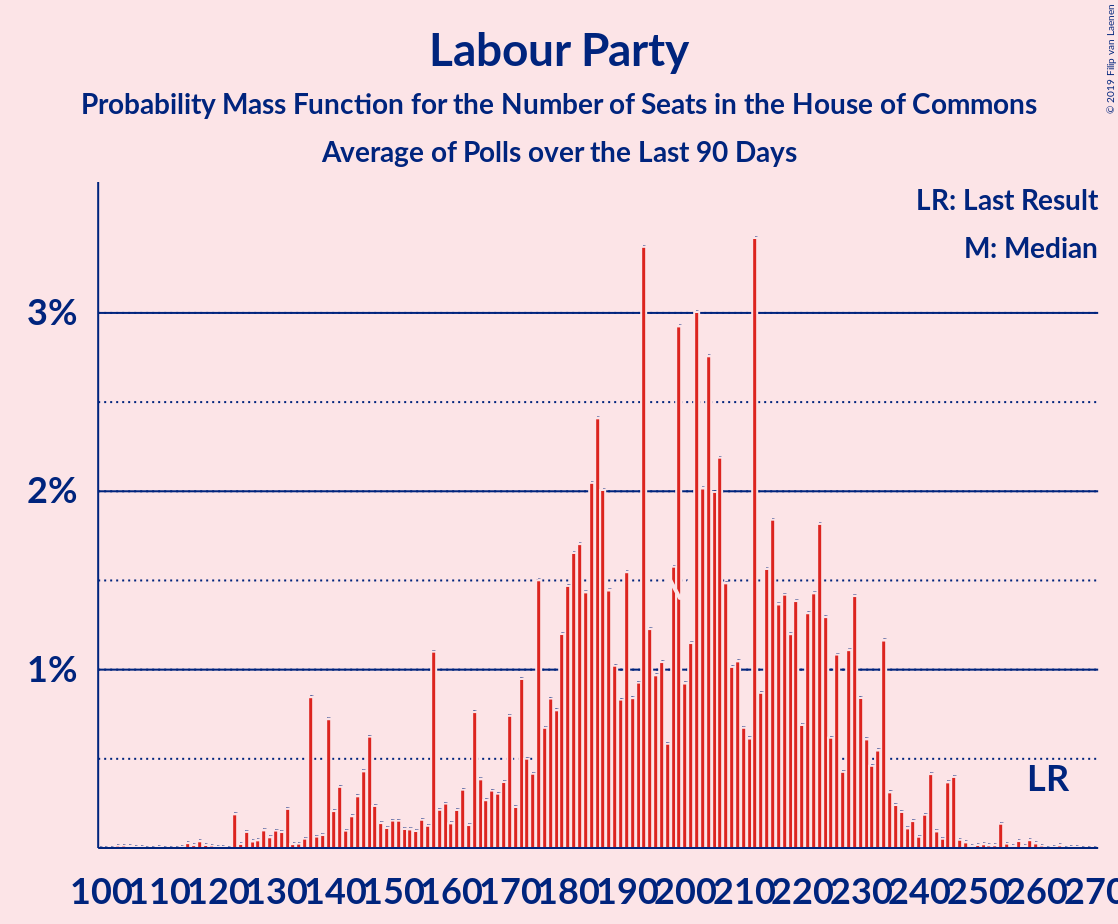 Labour Party
Probability Mass Function for the Number of Seats in the House of Commons
Average of Polls over the Last 90 Days
© 2019 Filip van Laenen
LR: Last Result
M: Median
3%
2%
1%
LR
100 110 120 130 140 150 160 170 180 190 200 210 220 230 240 250 260 270